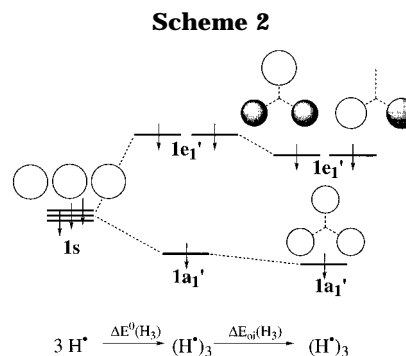 Scheme 2
1e₁'
1e₁'
1s
1a₁'
1a₁'
3 H• ΔE⁰(H₃) (H•)₃ ΔEₒᵢ(H₃) (H•)₃